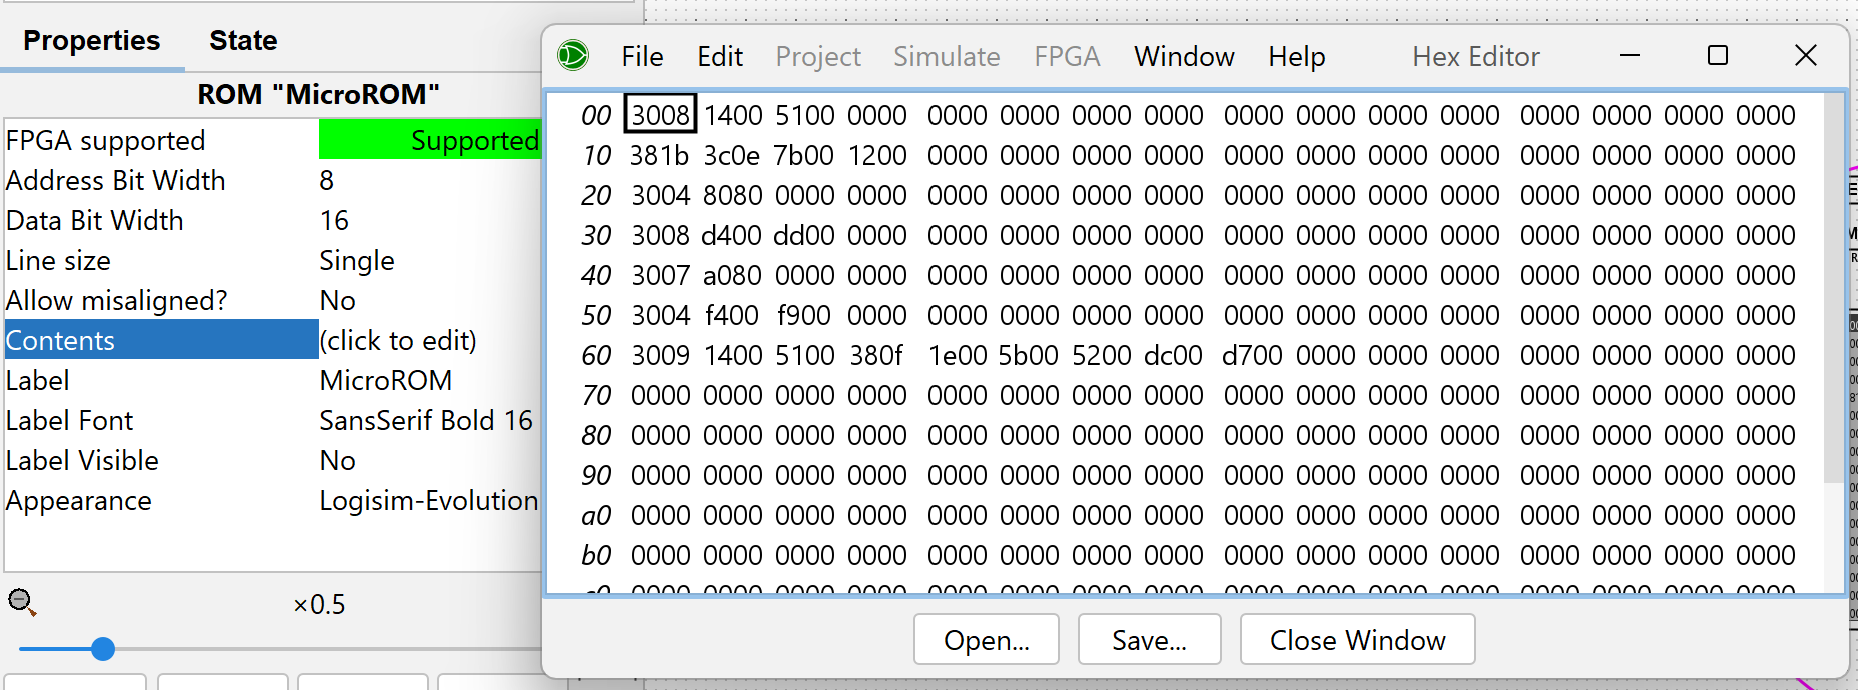 Properties State
ROM "MicroROM"
FPGA supported Supported
Address Bit Width 8
Data Bit Width 16
Line size Single
Allow misaligned? No
Contents (click to edit)
Label MicroROM
Label Font SansSerif Bold 16
Label Visible No
Appearance Logisim-Evolution
×0.5
File Edit Project Simulate FPGA Window Help Hex Editor
00 3008 1400 5100 0000 0000 0000 0000 0000 0000 0000 0000 0000 0000 0000 0000 0000
10 381b 3c0e 7b00 1200 0000 0000 0000 0000 0000 0000 0000 0000 0000 0000 0000 0000
20 3004 8080 0000 0000 0000 0000 0000 0000 0000 0000 0000 0000 0000 0000 0000 0000
30 3008 d400 dd00 0000 0000 0000 0000 0000 0000 0000 0000 0000 0000 0000 0000 0000
40 3007 a080 0000 0000 0000 0000 0000 0000 0000 0000 0000 0000 0000 0000 0000 0000
50 3004 f400 f900 0000 0000 0000 0000 0000 0000 0000 0000 0000 0000 0000 0000 0000
60 3009 1400 5100 380f 1e00 5b00 5200 dc00 d700 0000 0000 0000 0000 0000 0000 0000
70 0000 0000 0000 0000 0000 0000 0000 0000 0000 0000 0000 0000 0000 0000 0000 0000
80 0000 0000 0000 0000 0000 0000 0000 0000 0000 0000 0000 0000 0000 0000 0000 0000
90 0000 0000 0000 0000 0000 0000 0000 0000 0000 0000 0000 0000 0000 0000 0000 0000
a0 0000 0000 0000 0000 0000 0000 0000 0000 0000 0000 0000 0000 0000 0000 0000 0000
b0 0000 0000 0000 0000 0000 0000 0000 0000 0000 0000 0000 0000 0000 0000 0000 0000
Open... Save... Close Window